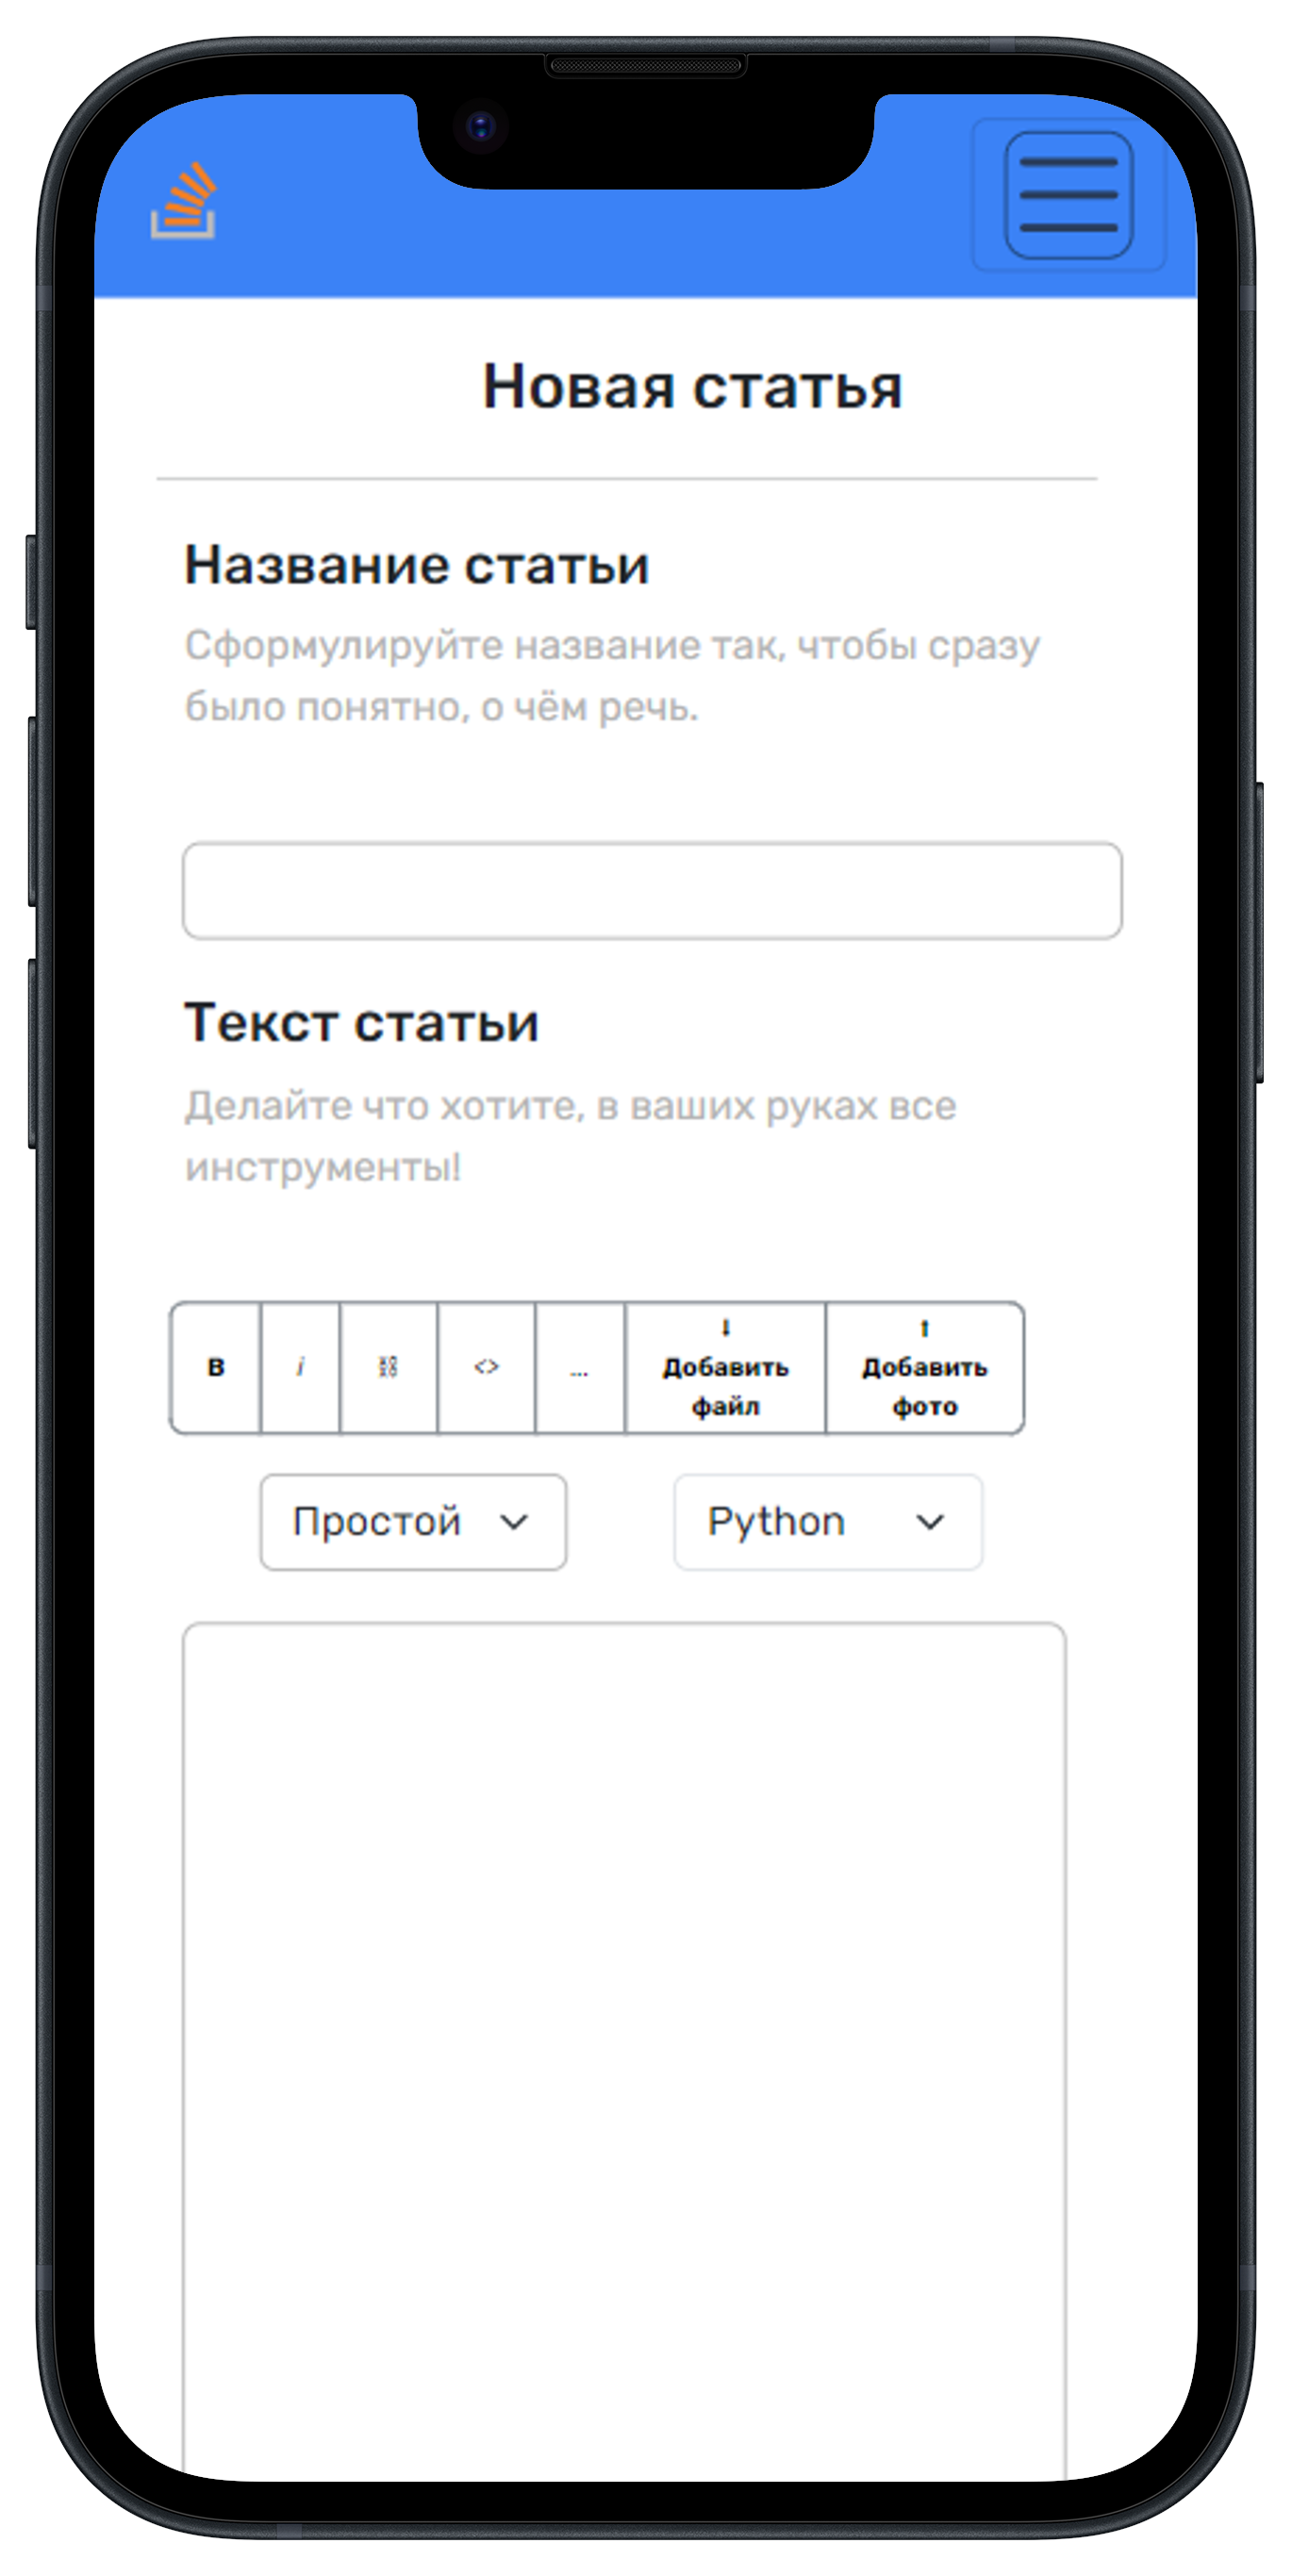 Новая статья
Название статьи
Сформулируйте название так, чтобы сразу
было понятно, о чём речь.
Текст статьи
Делайте что хотите, в ваших руках все
инструменты!
B i <> ... ⭣ Добавить файл ⭡ Добавить фото
Простой Python